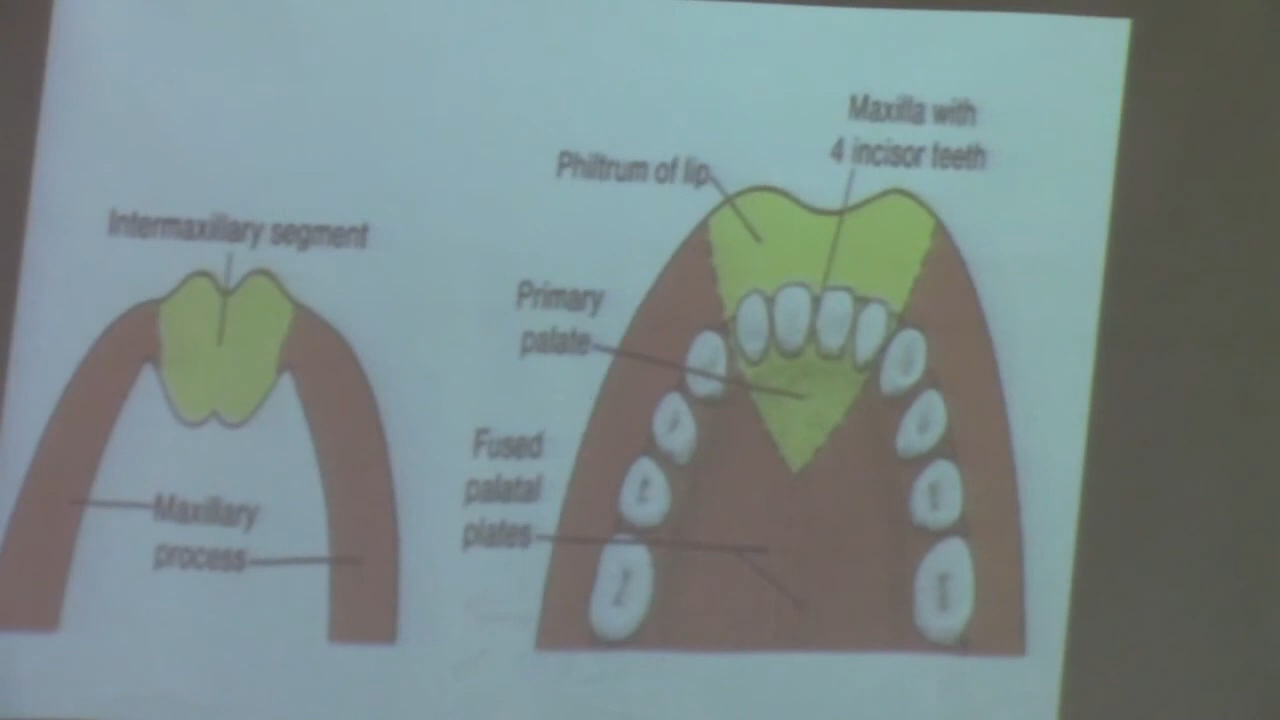 Intermaxillary segment
Maxillary
process
Philtrum of lip
Maxilla with
4 incisor teeth
Primary
palate
Fused
palatal
plates